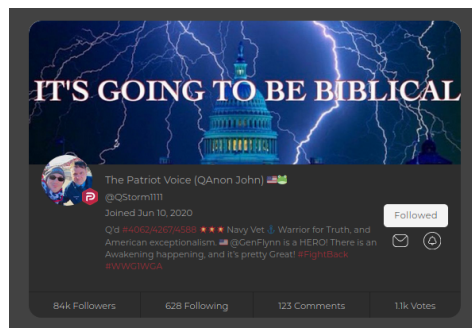 IT'S GOING TO BE BIBLICAL
The Patriot Voice (QAnon John) 🇺🇸🐸
@QStorm1111
Joined Jun 10, 2020
Followed
Q'd #4062/4267/4588 💥💥💥 Navy Vet ⚓ Warrior for Truth, and
American exceptionalism. 🇺🇸 @GenFlynn is a HERO! There is an
Awakening happening, and it's pretty Great! #FightBack
#WWG1WGA
84k Followers
628 Following
123 Comments
1.1k Votes